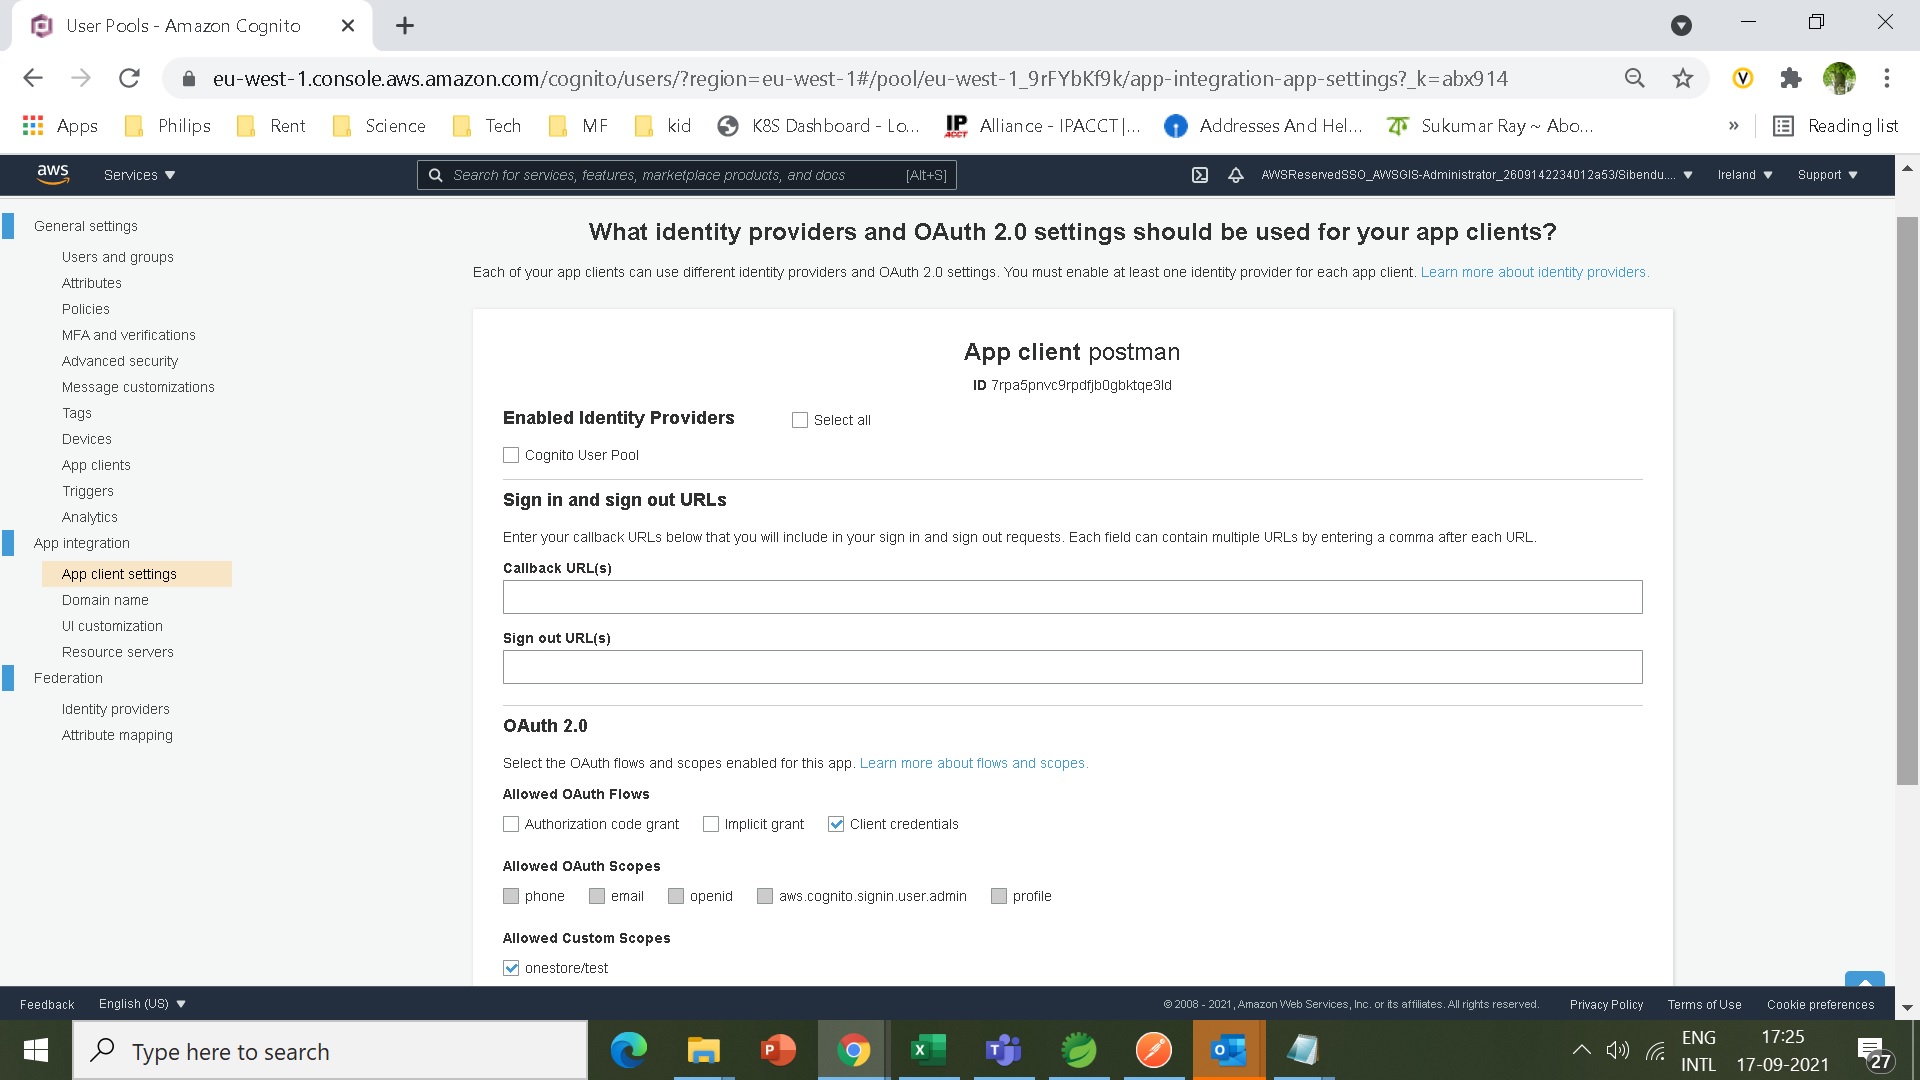 User Pools - Amazon Cognito
eu-west-1.console.aws.amazon.com/cognito/users/?region=eu-west-1#/pool/eu-west-1_9rFYbKf9k/app-integration-app-settings?_k=abx914
Apps Philips Rent Science Tech MF kid K8S Dashboard - Lo... IP ACCT Alliance - IPACCT |... Addresses And Hel... Sukumar Ray ~ Abo... » Reading list
aws Services Search for services, features, marketplace products, and docs [Alt+S] AWSReservedSSO_AWSGIS-Administrator_2609142234012a53/Sibendu.... Ireland Support
General settings
Users and groups
Attributes
Policies
MFA and verifications
Advanced security
Message customizations
Tags
Devices
App clients
Triggers
Analytics
App integration
App client settings
Domain name
UI customization
Resource servers
Federation
Identity providers
Attribute mapping
What identity providers and OAuth 2.0 settings should be used for your app clients?
Each of your app clients can use different identity providers and OAuth 2.0 settings. You must enable at least one identity provider for each app client. Learn more about identity providers.
App client postman
ID 7rpa5pnvc9rpdfjb0gbktqe3ld
Enabled Identity Providers Select all
Cognito User Pool
Sign in and sign out URLs
Enter your callback URLs below that you will include in your sign in and sign out requests. Each field can contain multiple URLs by entering a comma after each URL.
Callback URL(s)
Sign out URL(s)
OAuth 2.0
Select the OAuth flows and scopes enabled for this app. Learn more about flows and scopes.
Allowed OAuth Flows
Authorization code grant Implicit grant Client credentials
Allowed OAuth Scopes
phone email openid aws.cognito.signin.user.admin profile
Allowed Custom Scopes
onestore/test
Feedback English (US) © 2008 - 2021, Amazon Web Services, Inc. or its affiliates. All rights reserved. Privacy Policy Terms of Use Cookie preferences
Type here to search
ENG
INTL
17:25
17-09-2021
27